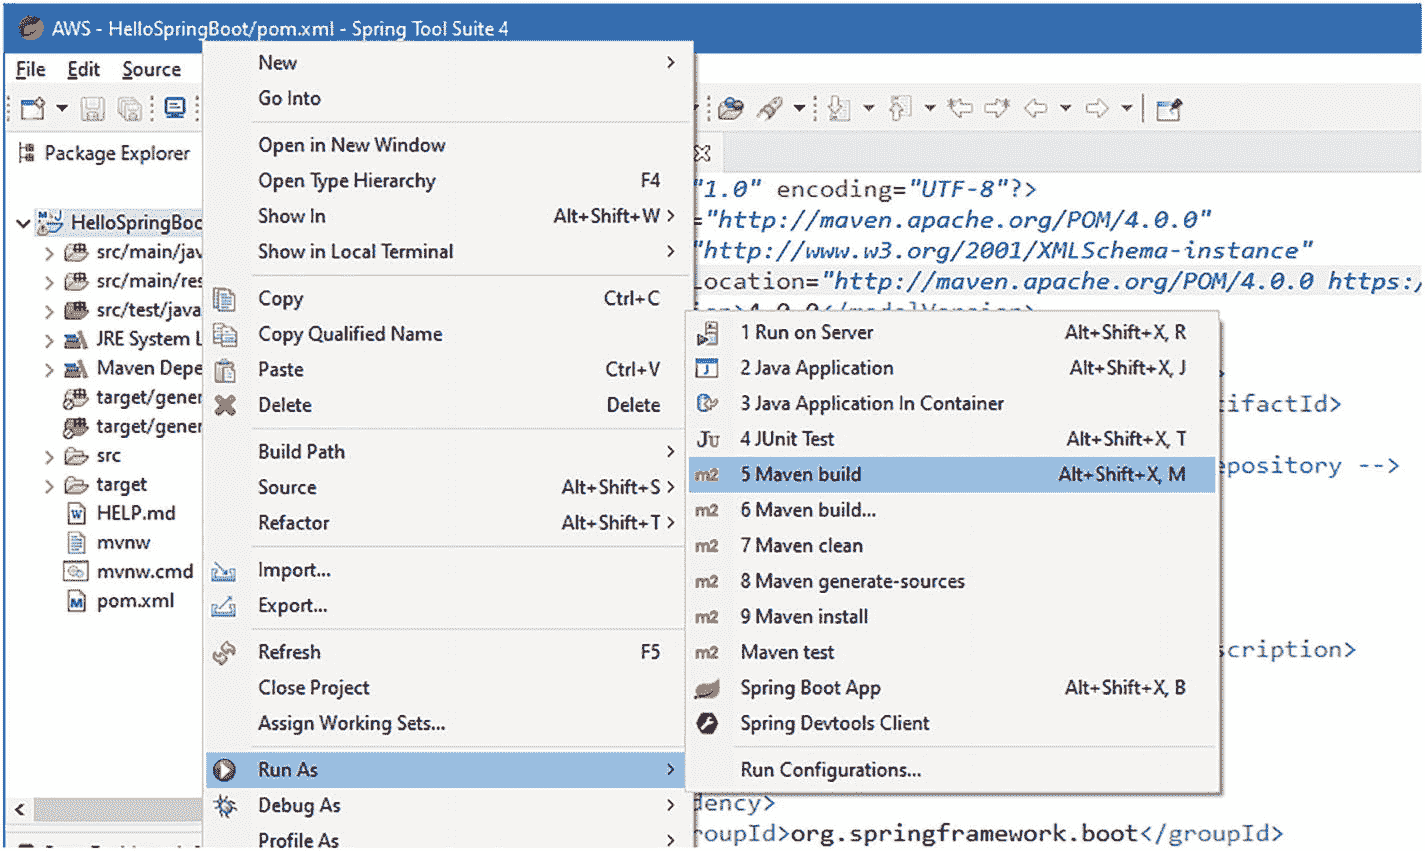 AWS - HelloSpringBoot/pom.xml - Spring Tool Suite 4
File Edit Source
Package Explorer
HelloSpringBoo
src/main/jav
src/main/res
src/test/java
JRE System L
Maven Depe
target/gener
target/gener
src
target
HELP.md
mvnw
mvnw.cmd
pom.xml
New
Go Into
Open in New Window
Open Type Hierarchy F4
Show In Alt+Shift+W
Show in Local Terminal
Copy Ctrl+C
Copy Qualified Name
Paste Ctrl+V
Delete Delete
Build Path
Source Alt+Shift+S
Refactor Alt+Shift+T
Import...
Export...
Refresh F5
Close Project
Assign Working Sets...
Run As
Debug As
Profile As
1 Run on Server Alt+Shift+X, R
2 Java Application Alt+Shift+X, J
3 Java Application In Container
4 JUnit Test Alt+Shift+X, T
5 Maven build Alt+Shift+X, M
6 Maven build...
7 Maven clean
8 Maven generate-sources
9 Maven install
Maven test
Spring Boot App Alt+Shift+X, B
Spring Devtools Client
Run Configurations...
"1.0" encoding="UTF-8"?>
="http://maven.apache.org/POM/4.0.0"
"http://www.w3.org/2001/XMLSchema-instance"
Location="http://maven.apache.org/POM/4.0.0 https:/
ion>4.0.0</modelVersion>
tifactId>
epository -->
scription>
dency>
roupId>org.springframework.boot</groupId>